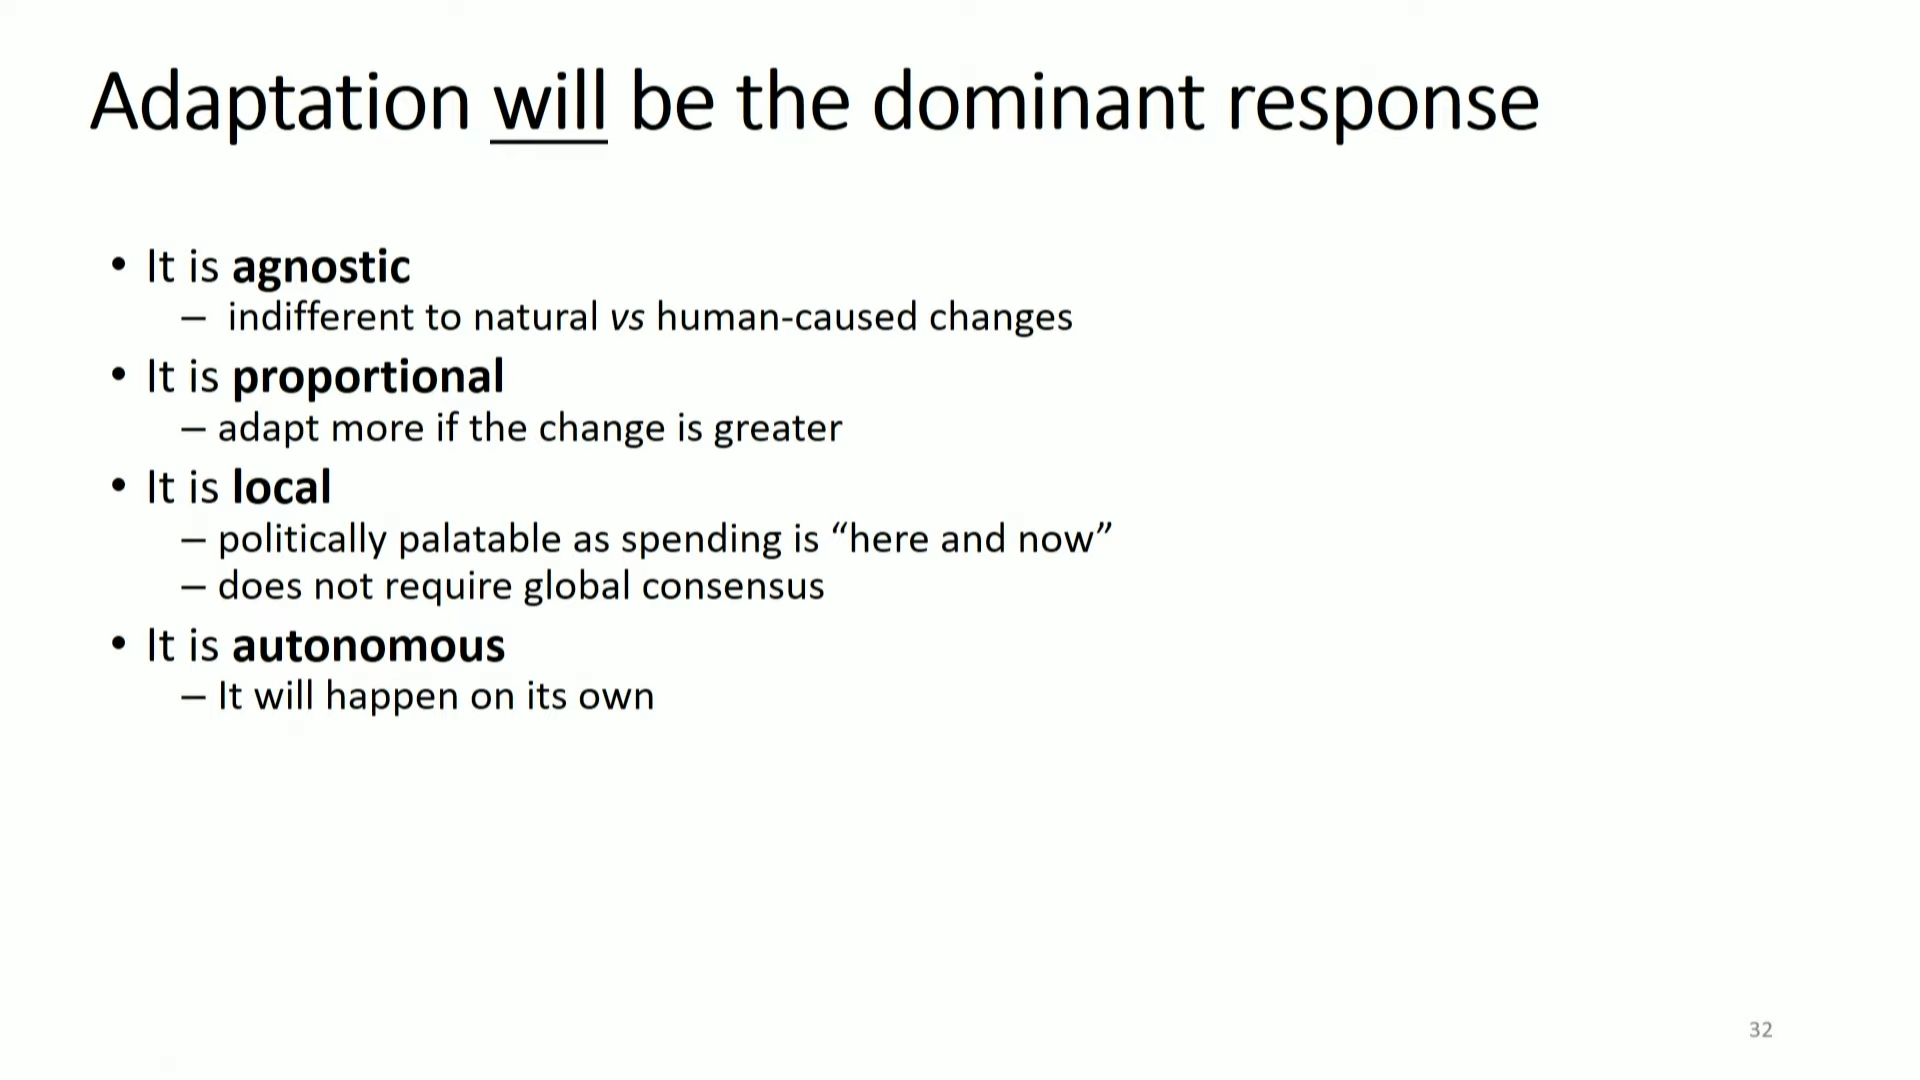 Adaptation will be the dominant response
• It is agnostic
– indifferent to natural vs human-caused changes
• It is proportional
– adapt more if the change is greater
• It is local
– politically palatable as spending is “here and now”
– does not require global consensus
• It is autonomous
– It will happen on its own
32